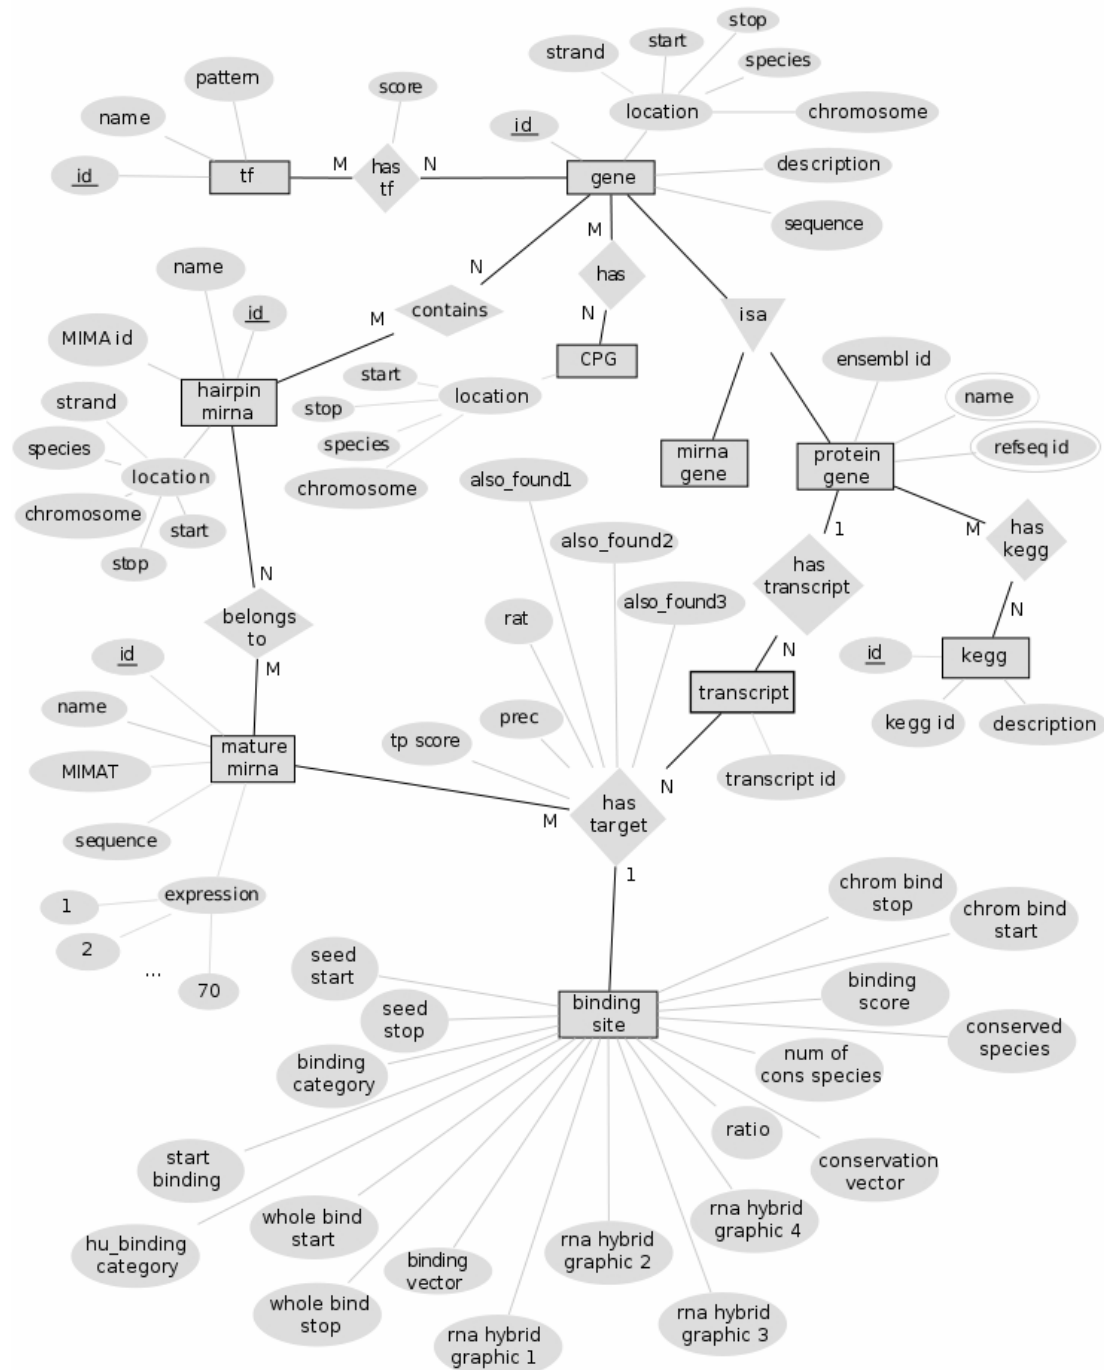 stop
start
strand
species
pattern
score
location
chromosome
name
id
M
has
tf
N
id
tf
gene
description
sequence
M
name
N
has
id
contains
isa
M
N
MIMA id
CPG
ensembl id
start
hairpin
mirna
location
name
strand
stop
species
species
mirna
gene
protein
gene
refseq id
location
also_found1
chromosome
chromosome
start
1
M
has
kegg
stop
also_found2
has
transcript
N
rat
also_found3
N
belongs
to
id
M
N
id
kegg
name
prec
transcript
kegg id
description
tp score
mature
mirna
MIMAT
transcript id
N
has
target
M
sequence
1
expression
chrom bind
stop
1
chrom bind
start
2
...
70
seed
start
binding
score
seed
stop
binding
site
conserved
species
binding
category
num of
cons species
ratio
start
binding
conservation
vector
whole bind
start
rna hybrid
graphic 4
hu_binding
category
binding
vector
rna hybrid
graphic 2
whole bind
stop
rna hybrid
graphic 3
rna hybrid
graphic 1